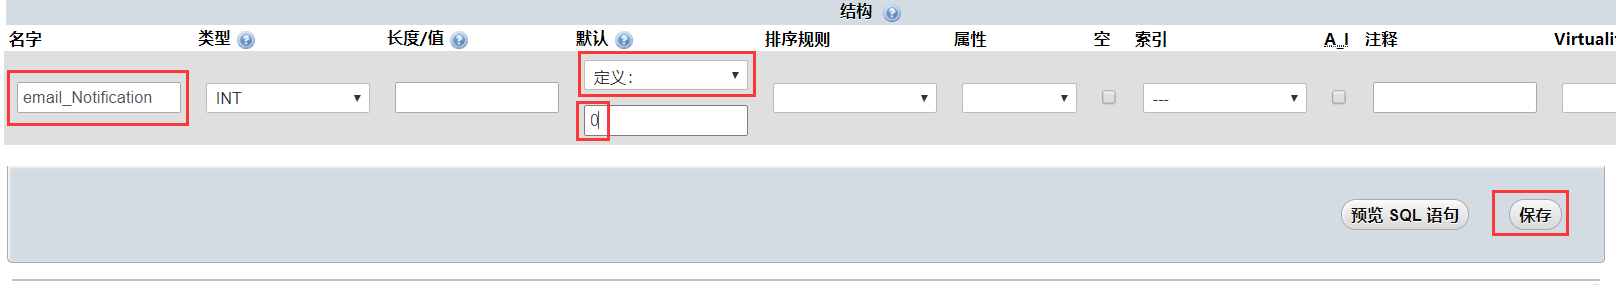 结构
名字 类型 长度/值 默认 排序规则 属性 空 索引 A_I 注释 Virtuali
定义：
email_Notification INT ---
0
预览 SQL 语句 保存